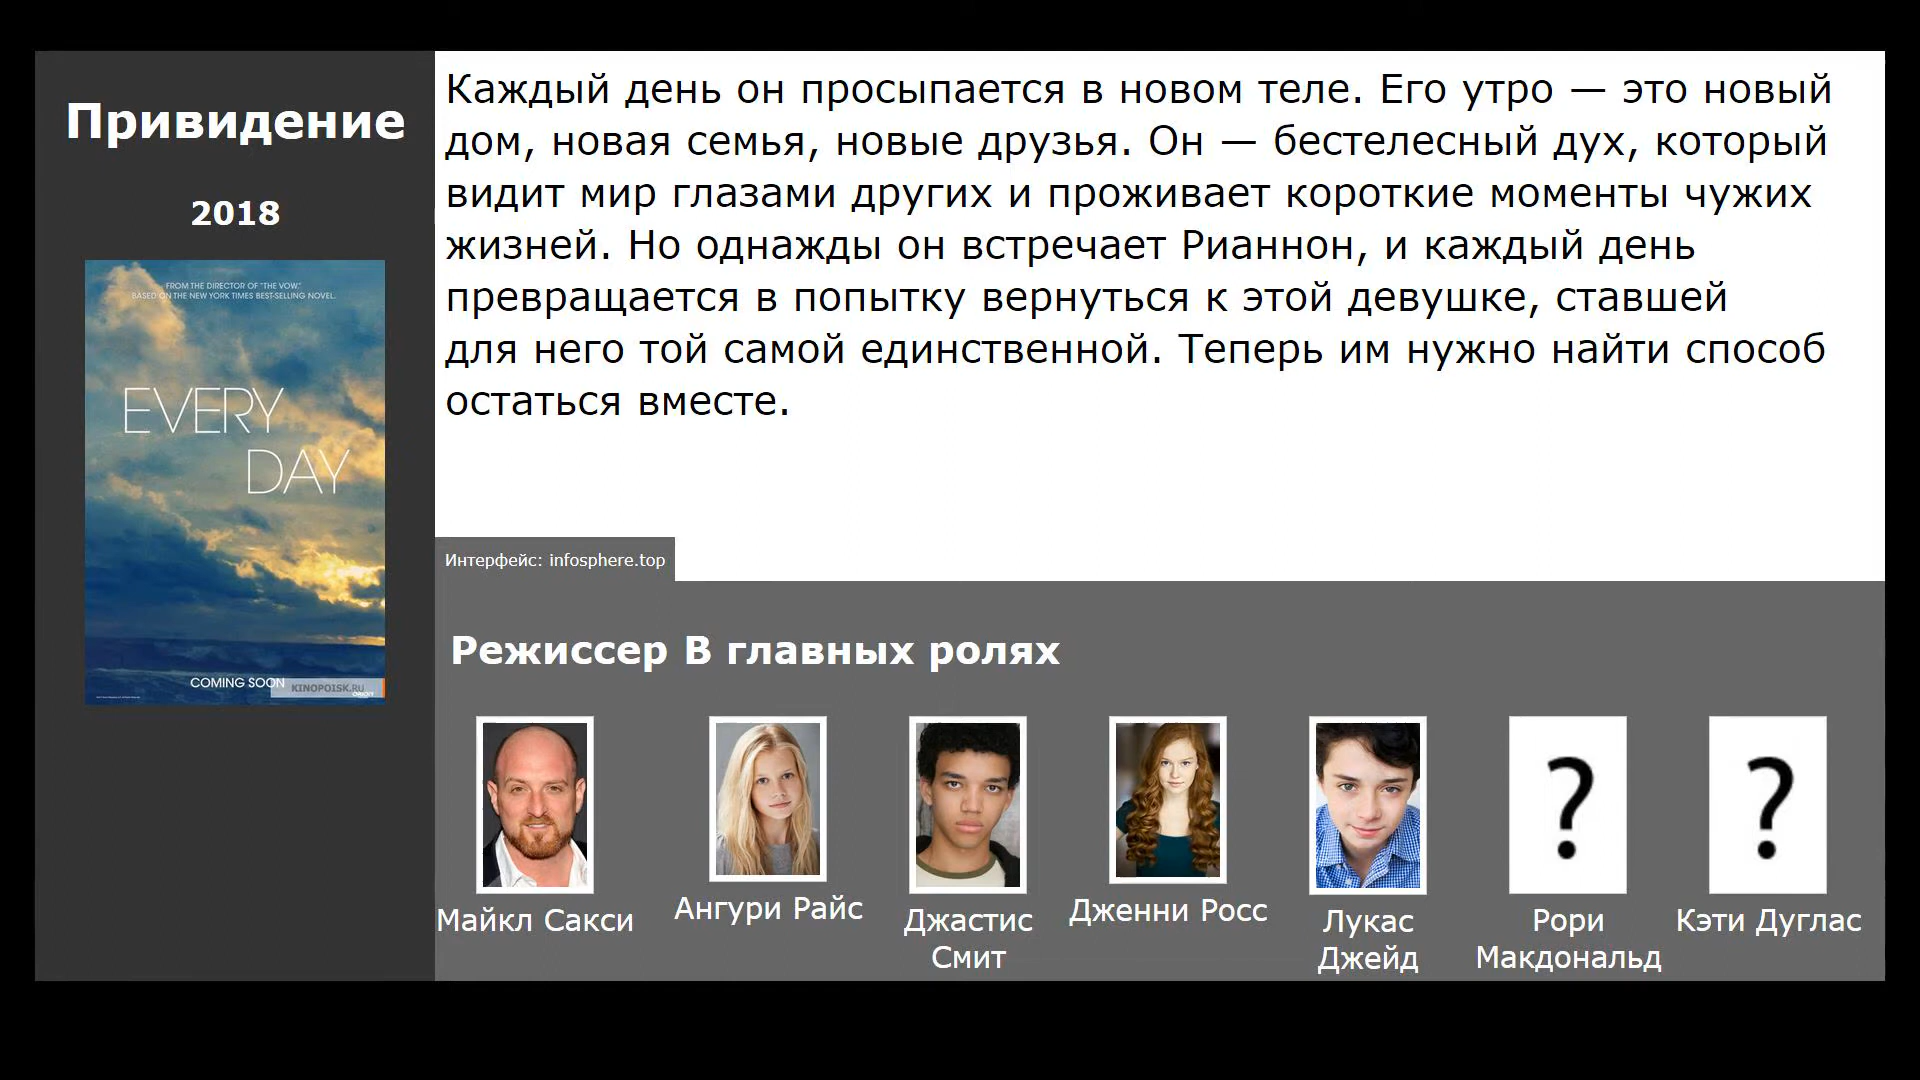 Привидение
2018
FROM THE DIRECTOR OF "THE VOW."
BASED ON THE NEW YORK TIMES BEST-SELLING NOVEL.
EVERY
DAY
COMING SOON
KINOPOISK.RU
Каждый день он просыпается в новом теле. Его утро — это новый
дом, новая семья, новые друзья. Он — бестелесный дух, который
видит мир глазами других и проживает короткие моменты чужих
жизней. Но однажды он встречает Рианнон, и каждый день
превращается в попытку вернуться к этой девушке, ставшей
для него той самой единственной. Теперь им нужно найти способ
остаться вместе.
Интерфейс: infosphere.top
Режиссер В главных ролях
Майкл Сакси
Ангури Райс
Джастис
Смит
Дженни Росс
Лукас
Джейд
?
Рори
Макдональд
?
Кэти Дуглас